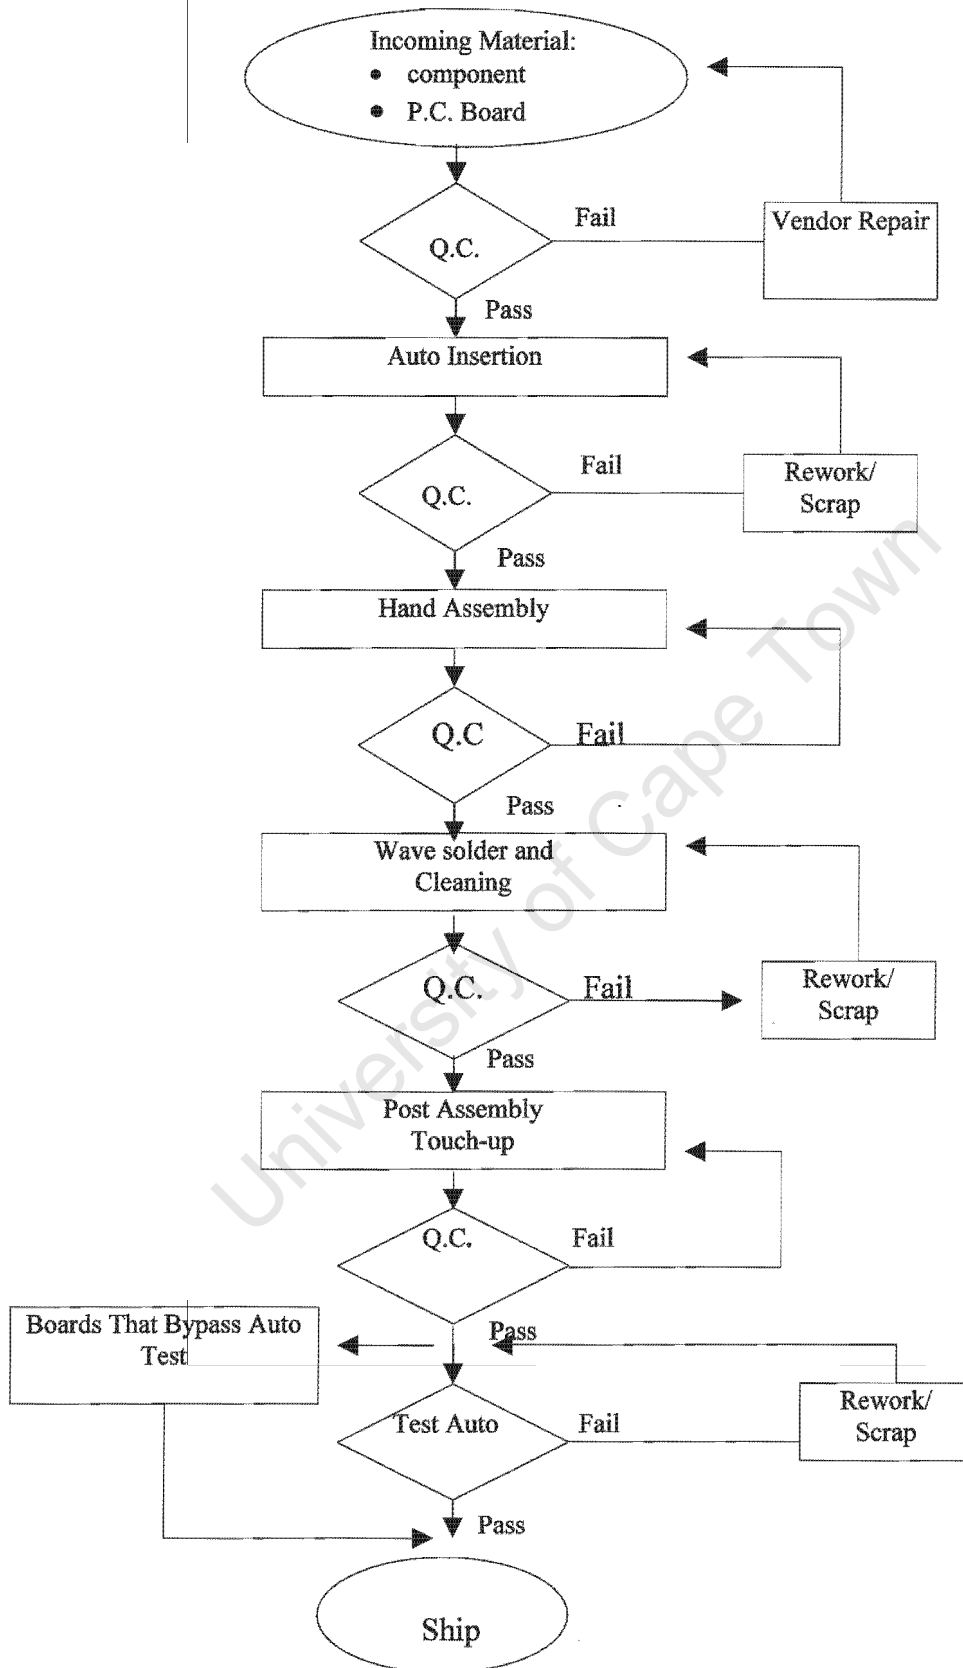 Incoming Material:
• component
• P.C. Board
Q.C.
Fail
Vendor Repair
Pass
Auto Insertion
Q.C.
Fail
Rework/
Scrap
Pass
Hand Assembly
Q.C
Fail
Pass
Wave solder and
Cleaning
Q.C.
Fail
Rework/
Scrap
Pass
Post Assembly
Touch-up
Q.C.
Fail
Boards That Bypass Auto
Test
Pass
Test Auto
Fail
Rework/
Scrap
Pass
Ship
University of Cape Town